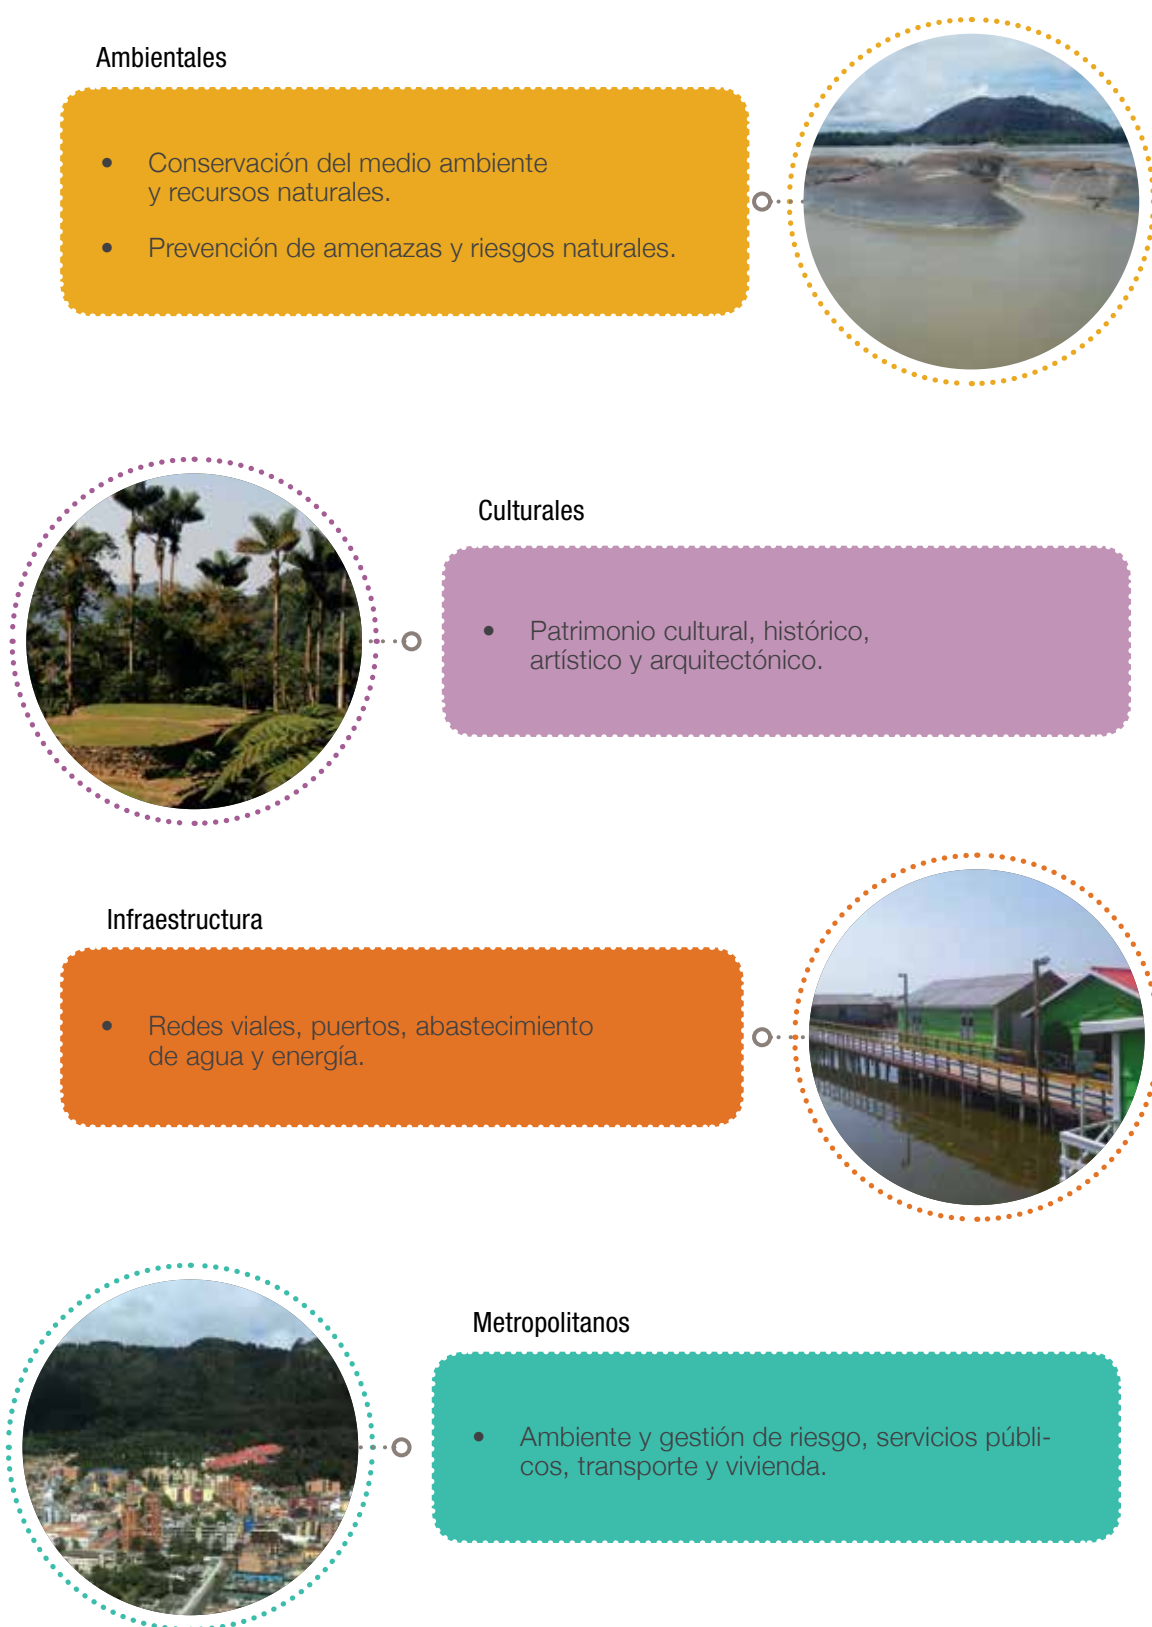 Ambientales
• Conservación del medio ambiente
y recursos naturales.
• Prevención de amenazas y riesgos naturales.
Culturales
• Patrimonio cultural, histórico,
artístico y arquitectónico.
Infraestructura
• Redes viales, puertos, abastecimiento
de agua y energía.
Metropolitanos
• Ambiente y gestión de riesgo, servicios públi-
cos, transporte y vivienda.